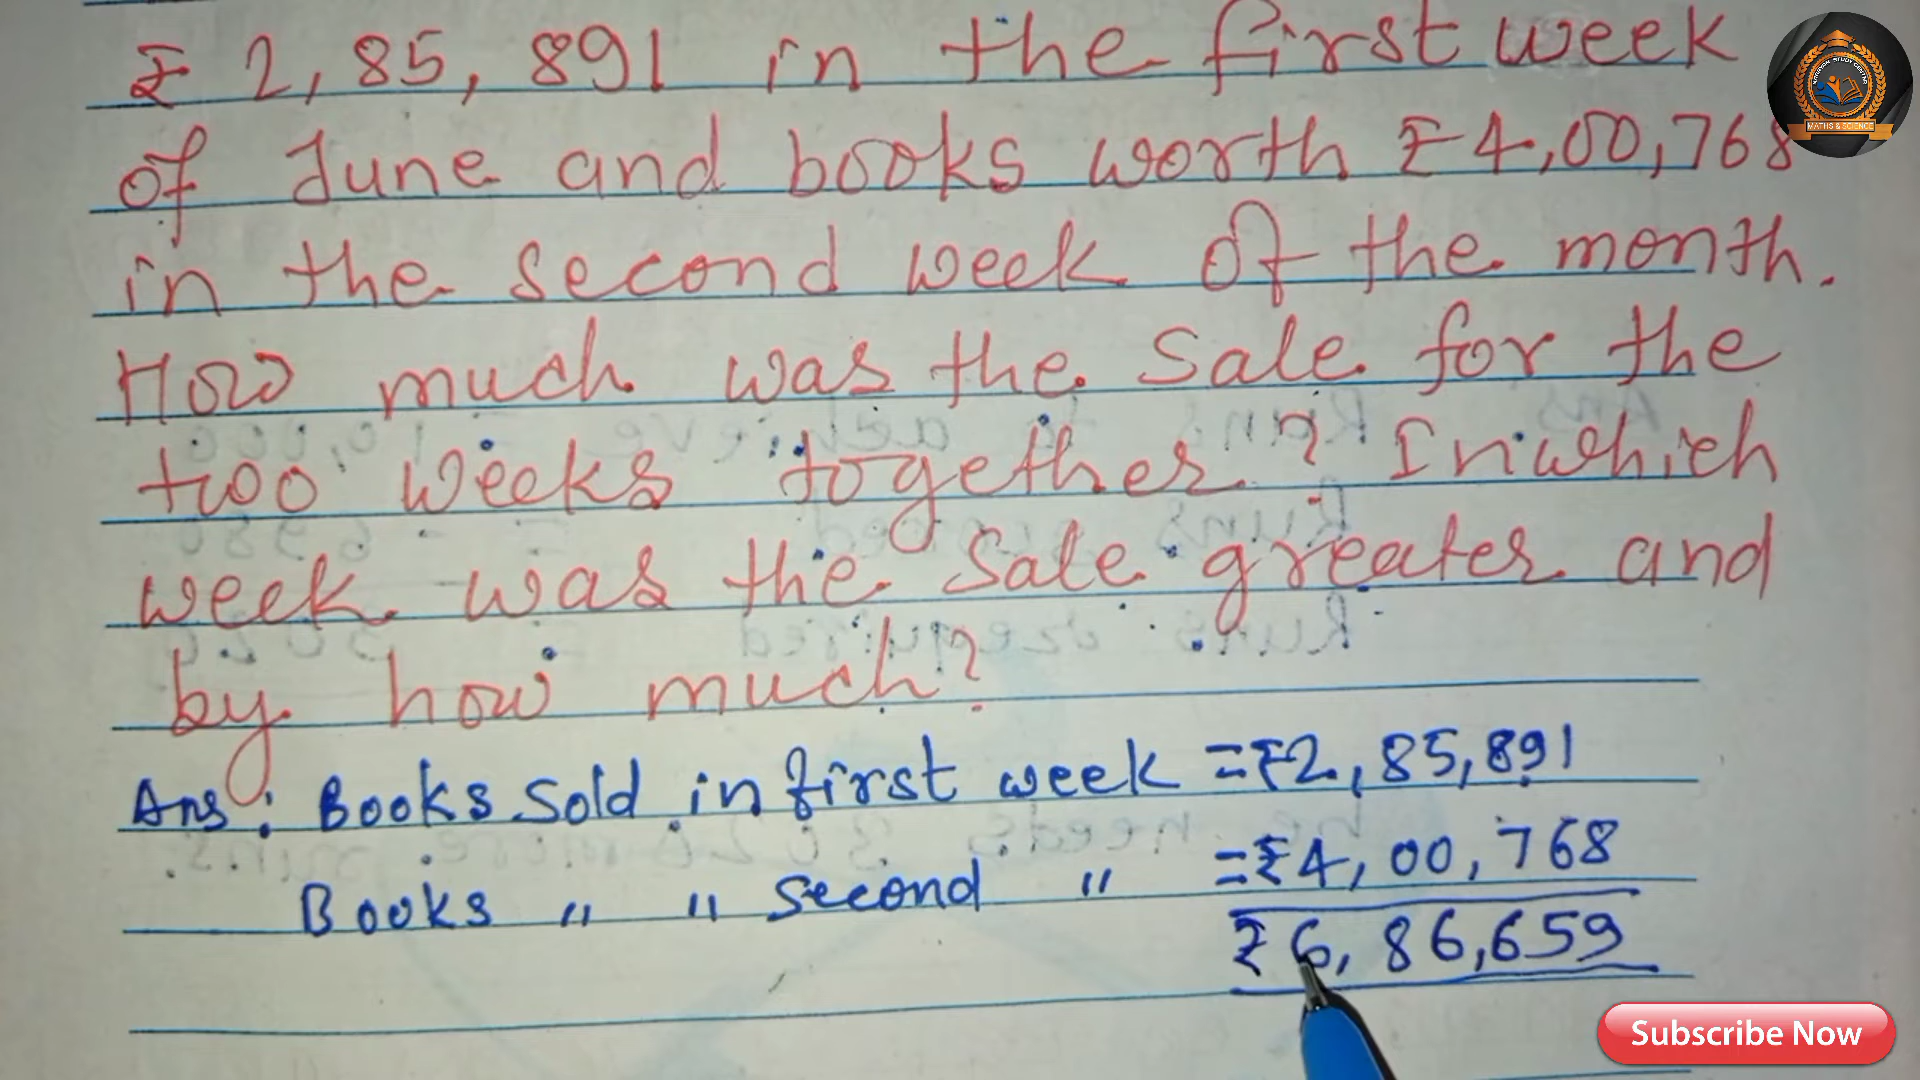 ₹ 2,85,891 in the first week
of June and books worth ₹4,00,768
in the second week of the month.
How much was the sale for the
two weeks together? In which
week was the sale greater and
by how much?
Ans: Books sold in first week = ₹2,85,891
Books " " second " = ₹4,00,768
₹6,86,659
MATHS & SCIENCE
Subscribe Now